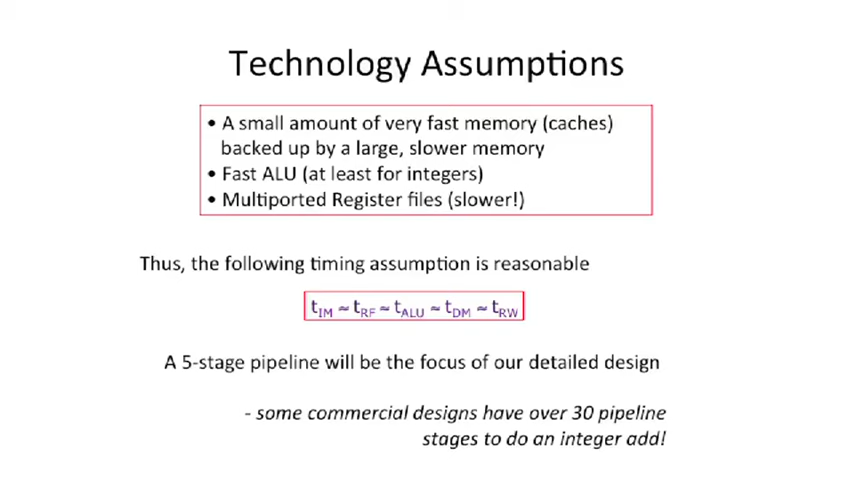 Technology Assumptions
• A small amount of very fast memory (caches)
backed up by a large, slower memory
• Fast ALU (at least for integers)
• Multiported Register files (slower!)
Thus, the following timing assumption is reasonable
tIM ≈ tRF ≈ tALU ≈ tDM ≈ tRW
A 5-stage pipeline will be the focus of our detailed design
- some commercial designs have over 30 pipeline
stages to do an integer add!